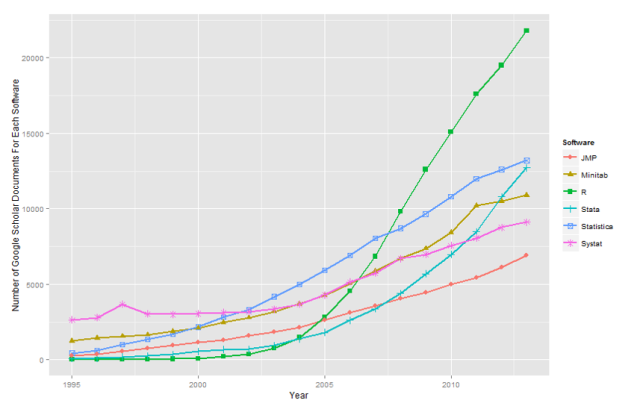 Number of Google Scholar Documents For Each Software
20000
15000
10000
5000
0
1995
2000
2005
2010
Year
Software
JMP
Minitab
R
Stata
Statistica
Systat